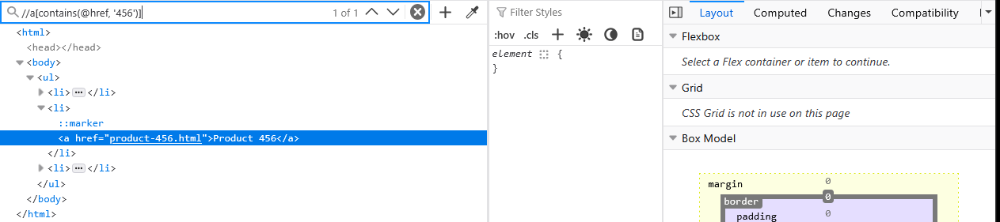 //a[contains(@href, '456')]
1 of 1
<html>
<head></head>
<body>
<ul>
<li> ••• </li>
<li>
::marker
<a href="product-456.html">Product 456</a>
</li>
<li> ••• </li>
</ul>
</body>
</html>
Filter Styles
:hov .cls
element {
}
Layout Computed Changes Compatibility
Flexbox
Select a Flex container or item to continue.
Grid
CSS Grid is not in use on this page
Box Model
margin 0
border 0
padding 0